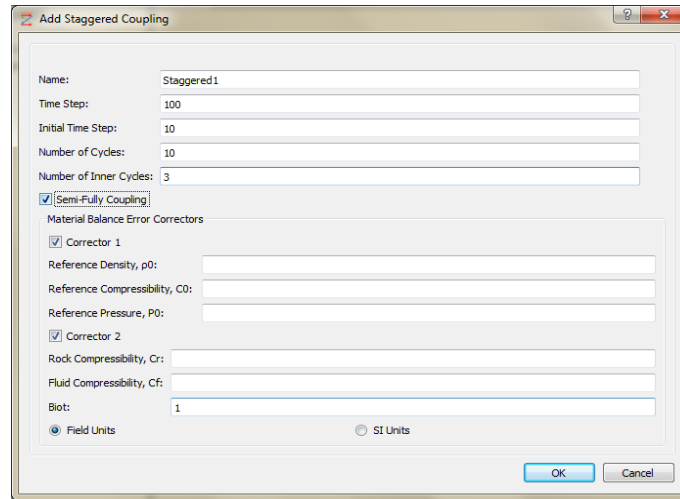 Add Staggered Coupling
Name: Staggered1
Time Step: 100
Initial Time Step: 10
Number of Cycles: 10
Number of Inner Cycles: 3
Semi-Fully Coupling
Material Balance Error Correctors
Corrector 1
Reference Density, ρ0:
Reference Compressibility, C0:
Reference Pressure, P0:
Corrector 2
Rock Compressibility, Cr:
Fluid Compressibility, Cf:
Biot: 1
Field Units SI Units
OK Cancel